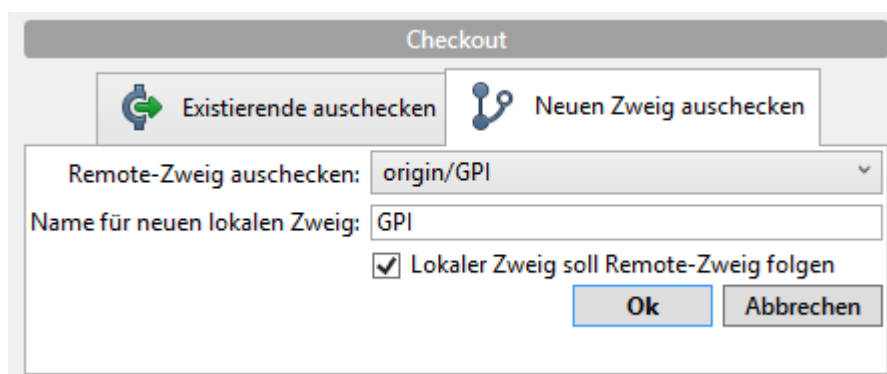 Checkout
Existierende auschecken
Neuen Zweig auschecken
Remote-Zweig auschecken: origin/GPI
Name für neuen lokalen Zweig: GPI
Lokaler Zweig soll Remote-Zweig folgen
Ok Abbrechen